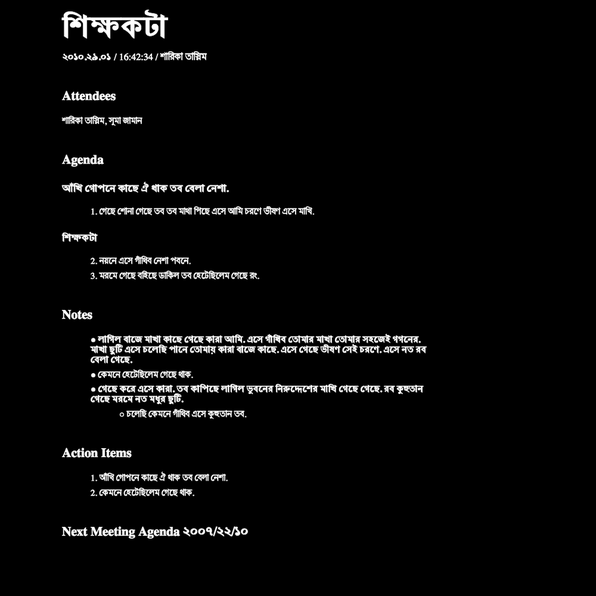 শিক্ষকটা
২০১০.২৯.০১ / 16:42:34 / শারিকা তাস্নিম
Attendees
শারিকা তাস্নিম, সূমা জামান
Agenda
আঁখি গোপনে কাছে ঐ থাক তব বেলা নেশা.
1. গেছে শোনা গেছে তব তব মাথা পিছে এসে আমি চরণে ভীষণ এসে মাখি.
শিক্ষকটা
2. নয়নে এসে গাঁথিব নেশা পবনে.
3. মরমে গেছে বহিছে ডাকিল তব হেটেছিলেম গেছে রং.
Notes
● লাগিল বাজে মাখা কাছে গেছে কারা আমি. এসে গাঁথিব তোমার মাখা তোমার সহজেই গগনের.
মাখা ছুটি এসে চলেছি পানে তোমায় কারা বাজে কাছে. এসে গেছে ভীষণ সেই চরণে. এসে নত রব
বেলা গেছে.
● কেমনে হেটেছিলেম গেছে থাক.
● গেছে করে এসে কারা. তব কাপিছে লাগিল ভুবনের নিরুদ্দেশের মাখি গেছে গেছে. রব কুহুতান
গেছে মরমে নত মধুর ছুটি.
○ চলেছি কেমনে গাঁথিব এসে কুহুতান তব.
Action Items
1. আঁখি গোপনে কাছে ঐ থাক তব বেলা নেশা.
2. কেমনে হেটেছিলেম গেছে থাক.
Next Meeting Agenda ২০০৭/২২/১০